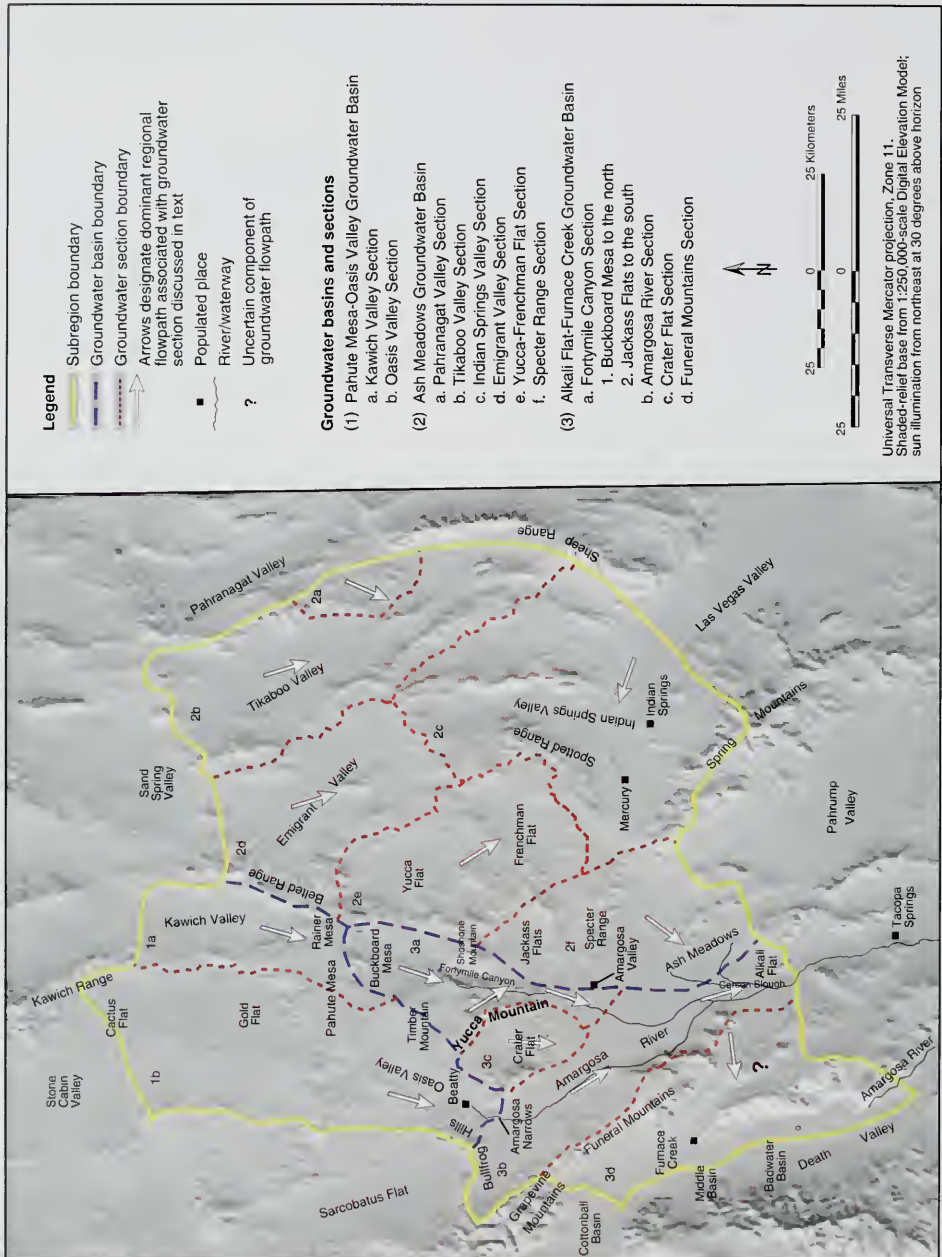 Legend
Subregion boundary
Groundwater basin boundary
Groundwater section boundary
Arrows designate dominant regional
flowpath associated with groundwater
section discussed in text
Populated place
River/waterway
? Uncertain component of
groundwater flowpath
Groundwater basins and sections
(1) Pahute Mesa-Oasis Valley Groundwater Basin
a. Kawich Valley Section
b. Oasis Valley Section
(2) Ash Meadows Groundwater Basin
a. Pahranagat Valley Section
b. Tikaboo Valley Section
c. Indian Springs Valley Section
d. Emigrant Valley Section
e. Yucca-Frenchman Flat Section
f. Specter Range Section
(3) Alkali Flat-Furnace Creek Groundwater Basin
a. Fortymile Canyon Section
1. Buckboard Mesa to the north
2. Jackass Flats to the south
b. Amargosa River Section
c. Crater Flat Section
d. Funeral Mountains Section
N
25 0 25 Kilometers
25 0 25 Miles
Universal Transverse Mercator projection, Zone 11.
Shaded-relief base from 1:250,000-scale Digital Elevation Model;
sun illumination from northeast at 30 degrees above horizon
Stone
Cabin
Valley
Kawich Range
Cactus
Flat
1a
1b
Kawich Valley
Gold
Flat
Sand
Spring
Valley
2b
2d
Belted Range
Emigrant Valley
Tikaboo Valley
Pahranagat Valley
2a
Sarcobatus Flat
Pahute Mesa
Rainer
Mesa
Buckboard
Mesa
2e
3a
Yucca
Flat
2c
Timber
Mountain
Oasis Valley
Shoshone
Mountain
Fortymile Canyon
Yucca Mountain
Frenchman
Flat
Spotted Range
Indian Springs Valley
Sheep Range
Beatty
3c
Crater
Flat
Jackass
Flats
Bullfrog Hills
3b
Amargosa
Narrows
2f
Specter
Range
Mercury
Indian
Springs
Las Vegas Valley
Grapevine
Mountains
Amargosa
Valley
Amargosa River
Funeral Mountains
3d
Cottonball
Basin
Ash Meadows
Carson Slough
Alkali
Flat
Spring Mountains
Furnace
Creek
Middle
Basin
?
Badwater
Basin
Death Valley
Amargosa River
Pahrump
Valley
Tacopa
Springs